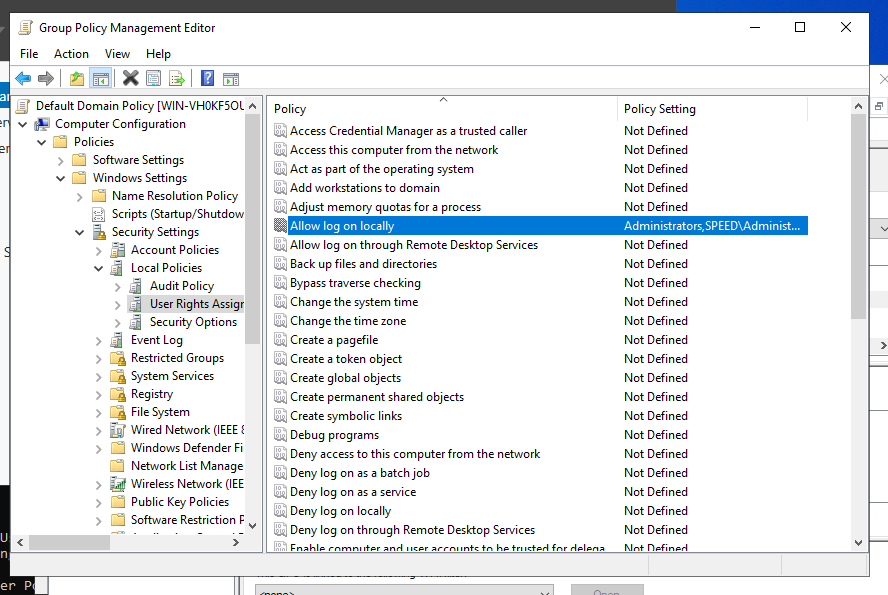 Group Policy Management Editor
File Action View Help
Default Domain Policy [WIN-VH0KF5OU
Computer Configuration
Policies
Software Settings
Windows Settings
Name Resolution Policy
Scripts (Startup/Shutdow
Security Settings
Account Policies
Local Policies
Audit Policy
User Rights Assigr
Security Options
Event Log
Restricted Groups
System Services
Registry
File System
Wired Network (IEEE 8
Windows Defender Fi
Network List Manage
Wireless Network (IEE
Public Key Policies
Software Restriction P
Policy Policy Setting
Access Credential Manager as a trusted caller Not Defined
Access this computer from the network Not Defined
Act as part of the operating system Not Defined
Add workstations to domain Not Defined
Adjust memory quotas for a process Not Defined
Allow log on locally Administrators,SPEED\Administ...
Allow log on through Remote Desktop Services Not Defined
Back up files and directories Not Defined
Bypass traverse checking Not Defined
Change the system time Not Defined
Change the time zone Not Defined
Create a pagefile Not Defined
Create a token object Not Defined
Create global objects Not Defined
Create permanent shared objects Not Defined
Create symbolic links Not Defined
Debug programs Not Defined
Deny access to this computer from the network Not Defined
Deny log on as a batch job Not Defined
Deny log on as a service Not Defined
Deny log on locally Not Defined
Deny log on through Remote Desktop Services Not Defined
Enable computer and user accounts to be trusted for delega Not Defined
<none>
Open